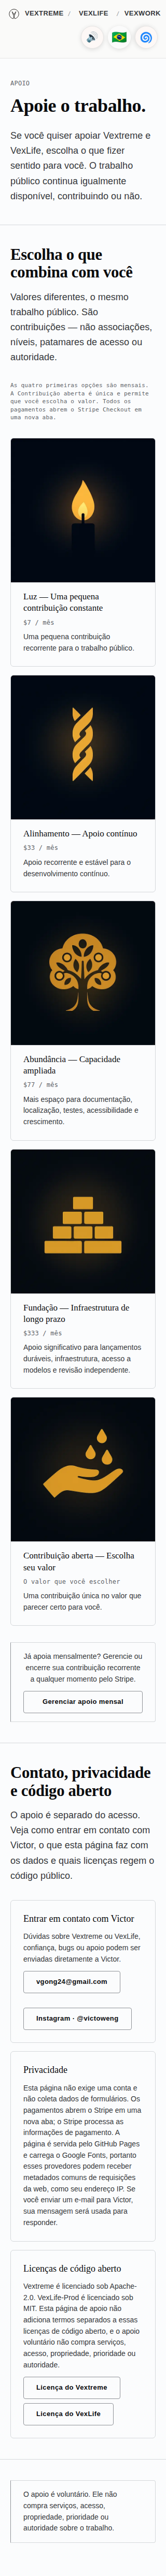 VEXTREME / VEXLIFE / VEXWORK
APOIO
Apoie o trabalho.
Se você quiser apoiar Vextreme e
VexLife, escolha o que fizer
sentido para você. O trabalho
público continua igualmente
disponível, contribuindo ou não.
Escolha o que
combina com você
Valores diferentes, o mesmo
trabalho público. São
contribuições — não associações,
níveis, patamares de acesso ou
autoridade.
As quatro primeiras opções são mensais.
A Contribuição aberta é única e permite
que você escolha o valor. Todos os
pagamentos abrem o Stripe Checkout em
uma nova aba.
Luz — Uma pequena
contribuição constante
$7 / mês
Uma pequena contribuição
recorrente para o trabalho público.
Alinhamento — Apoio contínuo
$33 / mês
Apoio recorrente e estável para o
desenvolvimento contínuo.
Abundância — Capacidade
ampliada
$77 / mês
Mais espaço para documentação,
localização, testes, acessibilidade e
crescimento.
Fundação — Infraestrutura de
longo prazo
$333 / mês
Apoio significativo para lançamentos
duráveis, infraestrutura, acesso a
modelos e revisão independente.
Contribuição aberta — Escolha
seu valor
O valor que você escolher
Uma contribuição única no valor que
parecer certo para você.
Já apoia mensalmente? Gerencie ou
encerre sua contribuição recorrente
a qualquer momento pelo Stripe.
Gerenciar apoio mensal
Contato, privacidade
e código aberto
O apoio é separado do acesso.
Veja como entrar em contato com
Victor, o que esta página faz com
os dados e quais licenças regem o
código público.
Entrar em contato com Victor
Dúvidas sobre Vextreme ou VexLife,
confiança, bugs ou apoio podem ser
enviadas diretamente a Victor.
vgong24@gmail.com
Instagram · @victoweng
Privacidade
Esta página não exige uma conta e
não coleta dados de formulários. Os
pagamentos abrem o Stripe em uma
nova aba; o Stripe processa as
informações de pagamento. A
página é servida pelo GitHub Pages
e carrega o Google Fonts, portanto
esses provedores podem receber
metadados comuns de requisições
da web, como seu endereço IP. Se
você enviar um e-mail para Victor,
sua mensagem será usada para
responder.
Licenças de código aberto
Vextreme é licenciado sob Apache-
2.0. VexLife-Prod é licenciado sob
MIT. Esta página de apoio não
adiciona termos separados a essas
licenças de código aberto, e o apoio
voluntário não compra serviços,
acesso, propriedade, prioridade ou
autoridade.
Licença do Vextreme
Licença do VexLife
O apoio é voluntário. Ele não
compra serviços, acesso,
propriedade, prioridade ou
autoridade sobre o trabalho.